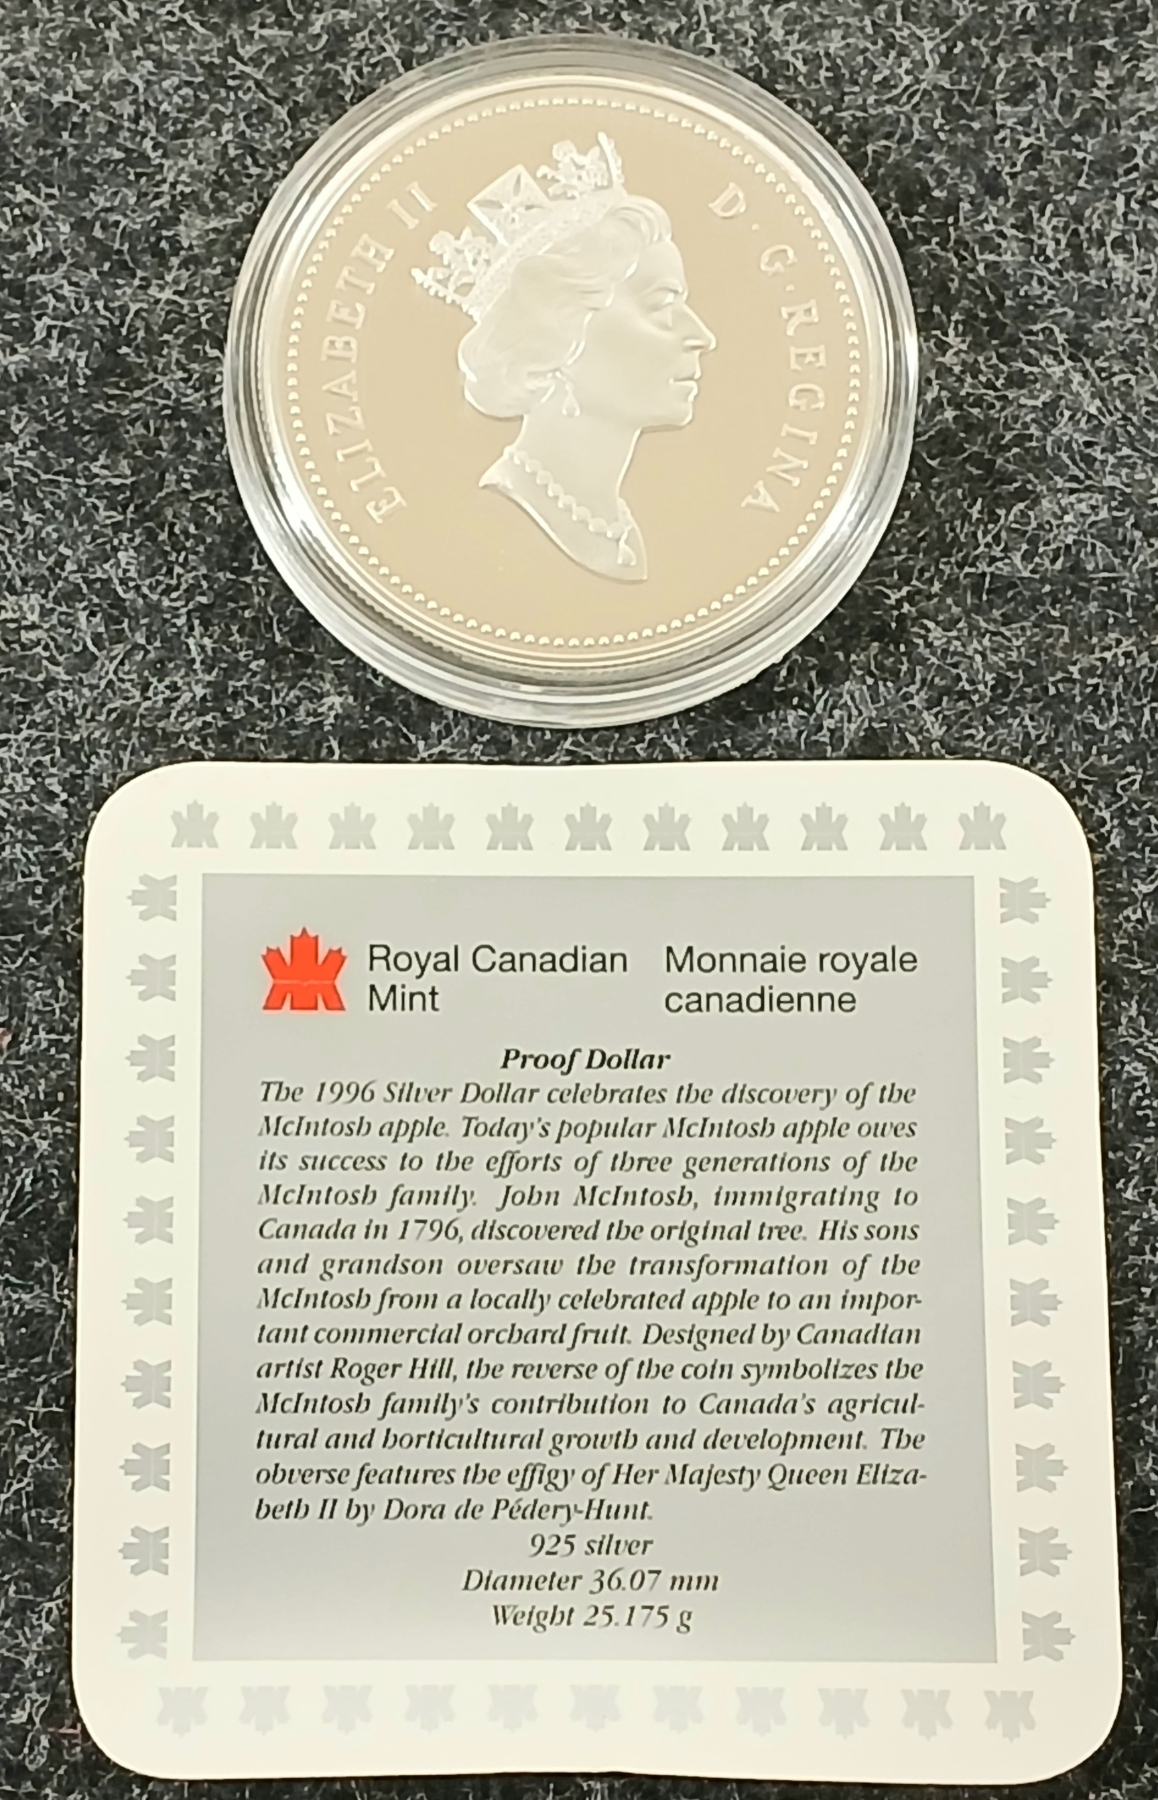 ELIZABETH II D·G·REGINA
Royal Canadian Mint
Monnaie royale canadienne
Proof Dollar
The 1996 Silver Dollar celebrates the discovery of the
McIntosh apple. Today's popular McIntosh apple owes
its success to the efforts of three generations of the
McIntosh family. John McIntosh, immigrating to
Canada in 1796, discovered the original tree. His sons
and grandson oversaw the transformation of the
McIntosh from a locally celebrated apple to an impor-
tant commercial orchard fruit. Designed by Canadian
artist Roger Hill, the reverse of the coin symbolizes the
McIntosh family's contribution to Canada's agricul-
tural and horticultural growth and development. The
obverse features the effigy of Her Majesty Queen Eliza-
beth II by Dora de Pédery-Hunt.
925 silver
Diameter 36.07 mm
Weight 25.175 g